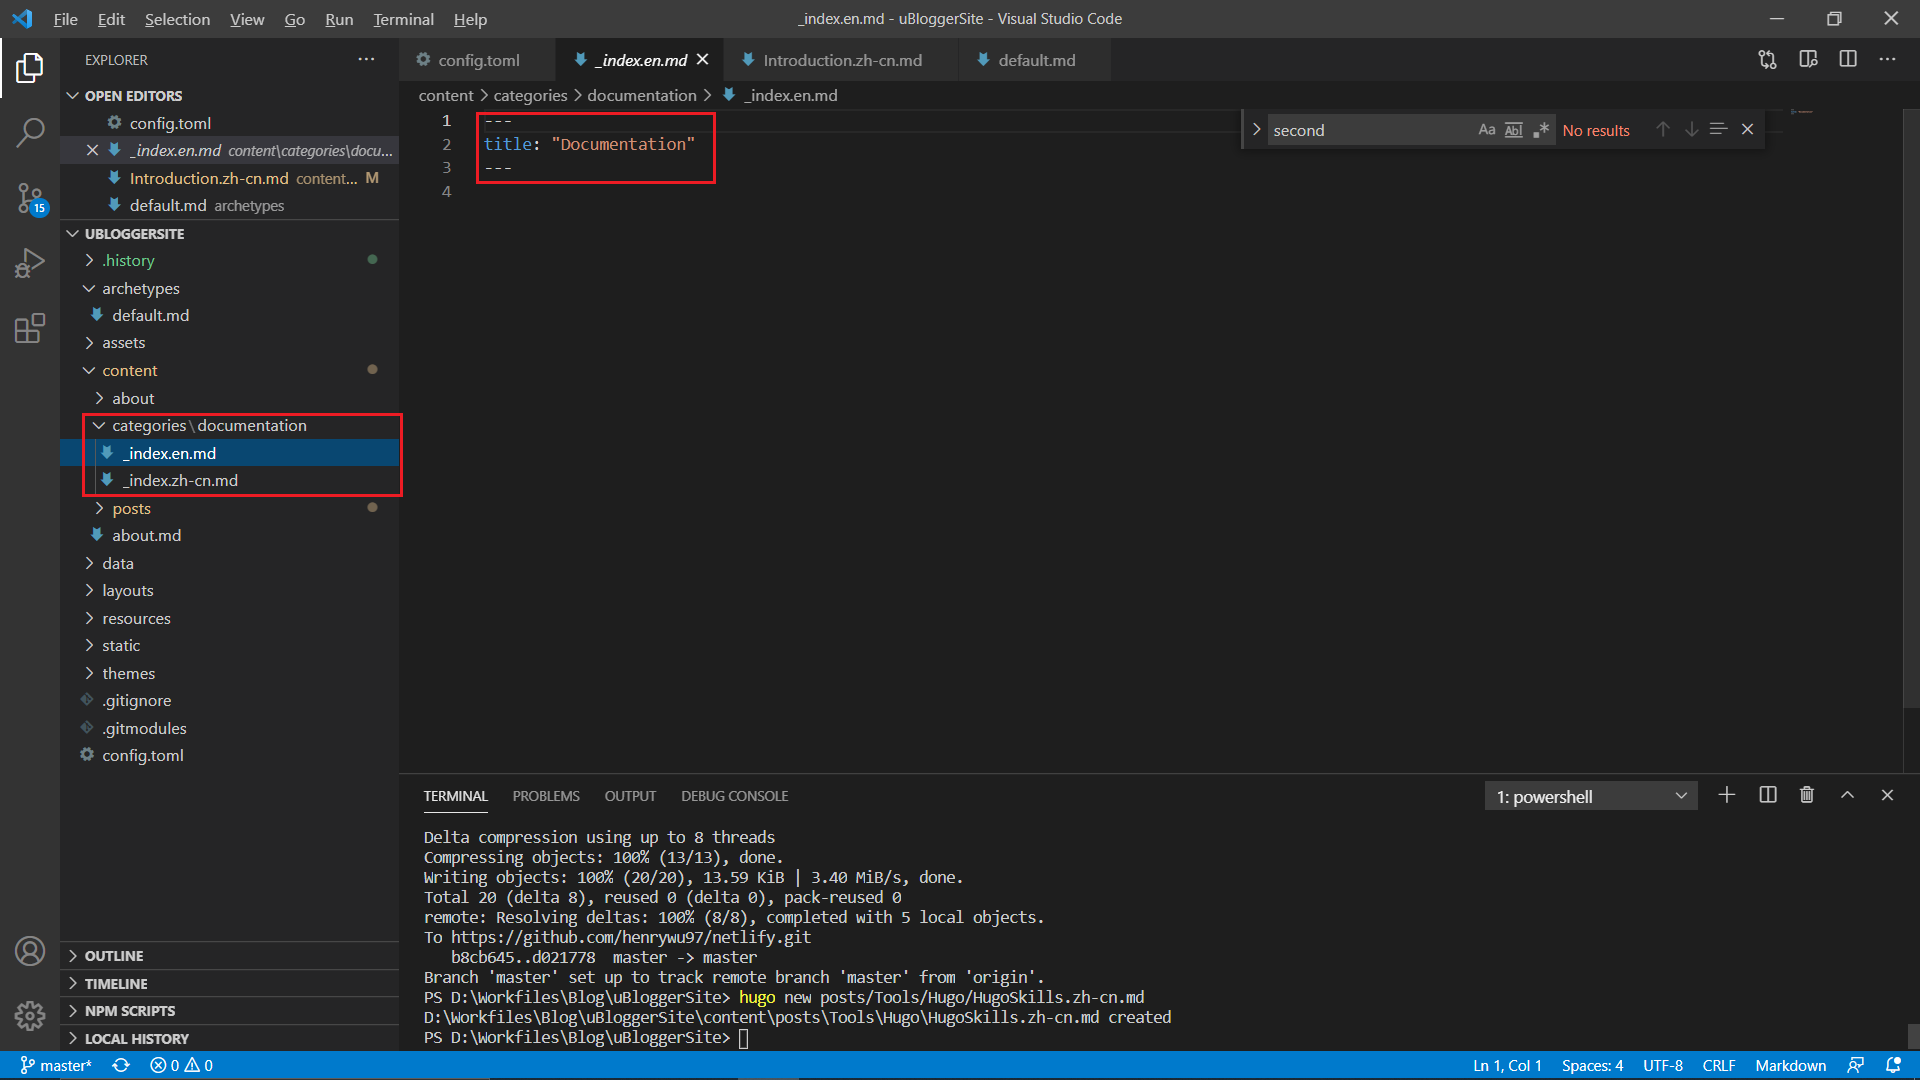 File Edit Selection View Go Run Terminal Help
_index.en.md - uBloggerSite - Visual Studio Code
EXPLORER
OPEN EDITORS
config.toml
_index.en.md content\categories\docu...
Introduction.zh-cn.md content... M
default.md archetypes
15
UBLOGGERSITE
.history
archetypes
default.md
assets
content
about
categories\documentation
_index.en.md
_index.zh-cn.md
posts
about.md
data
layouts
resources
static
themes
.gitignore
.gitmodules
config.toml
OUTLINE
TIMELINE
NPM SCRIPTS
LOCAL HISTORY
config.toml _index.en.md Introduction.zh-cn.md default.md
content > categories > documentation > _index.en.md
1 ---
2 title: "Documentation"
3 ---
4
second Aa Abl .* No results
TERMINAL PROBLEMS OUTPUT DEBUG CONSOLE
1: powershell
Delta compression using up to 8 threads
Compressing objects: 100% (13/13), done.
Writing objects: 100% (20/20), 13.59 KiB | 3.40 MiB/s, done.
Total 20 (delta 8), reused 0 (delta 0), pack-reused 0
remote: Resolving deltas: 100% (8/8), completed with 5 local objects.
To https://github.com/henrywu97/netlify.git
b8cb645..d021778 master -> master
Branch 'master' set up to track remote branch 'master' from 'origin'.
PS D:\Workfiles\Blog\uBloggerSite> hugo new posts/Tools/Hugo/HugoSkills.zh-cn.md
D:\Workfiles\Blog\uBloggerSite\content\posts\Tools\Hugo\HugoSkills.zh-cn.md created
PS D:\Workfiles\Blog\uBloggerSite>
master* 0 0
Ln 1, Col 1 Spaces: 4 UTF-8 CRLF Markdown